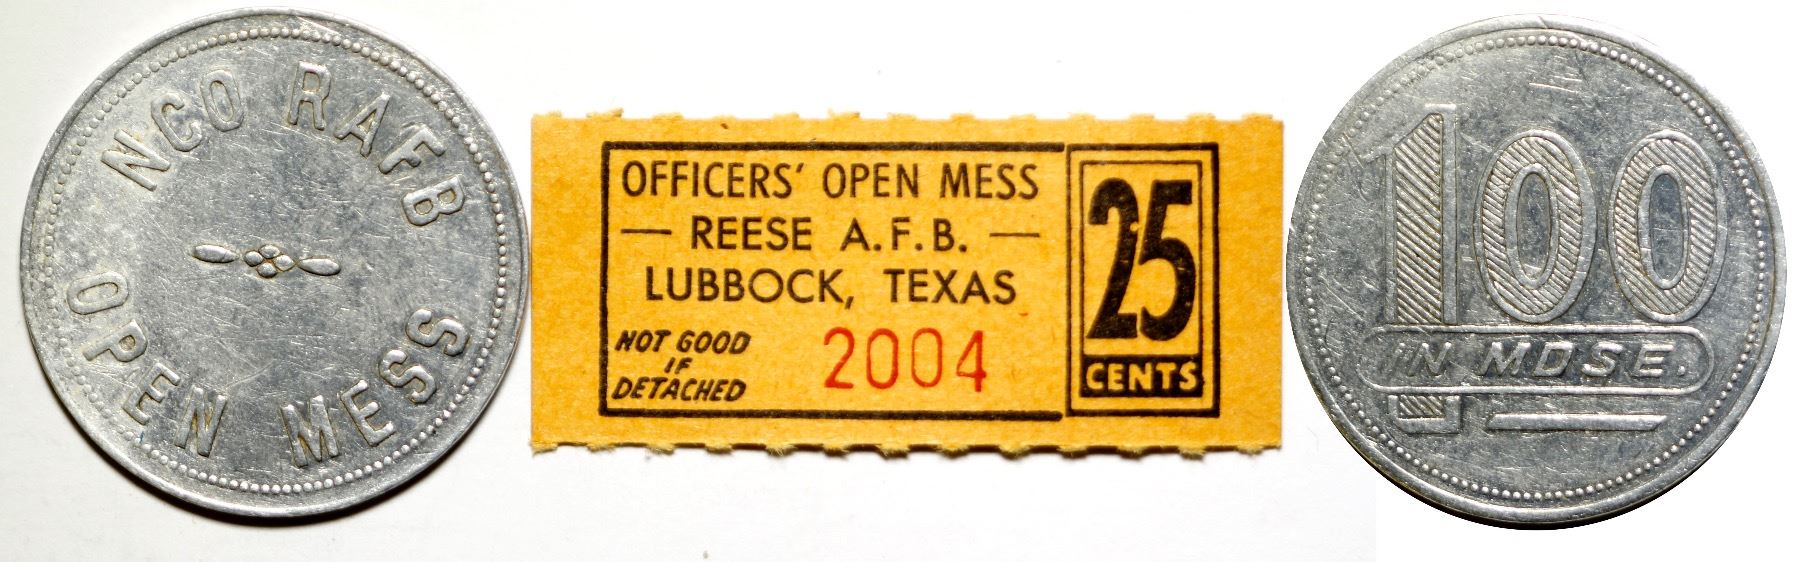 NCO RAFB
OPEN MESS
OFFICERS' OPEN MESS
— REESE A.F.B. —
LUBBOCK, TEXAS
NOT GOOD
IF
DETACHED
2004
25
CENTS
100
IN MDSE.